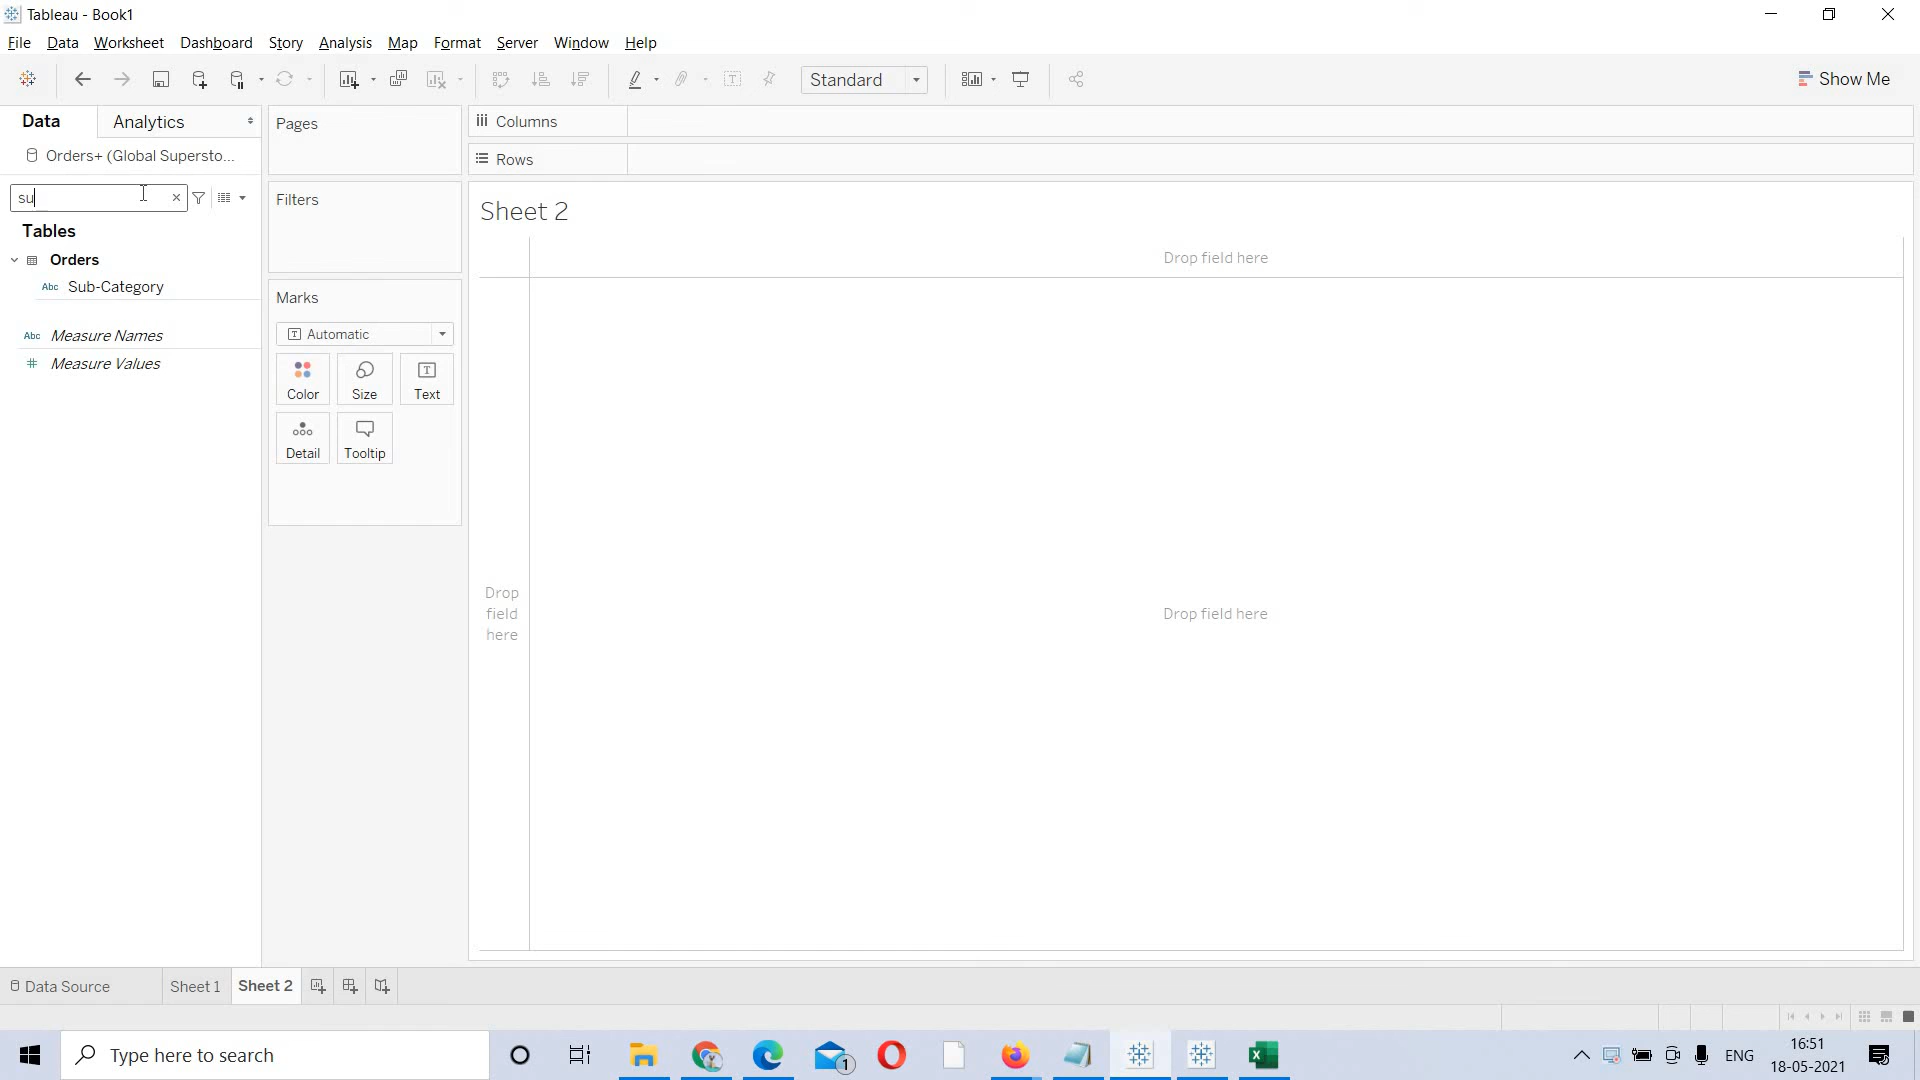 Tableau - Book1
File Data Worksheet Dashboard Story Analysis Map Format Server Window Help
Standard
Show Me
Data Analytics
Orders+ (Global Supersto...
su
Tables
Orders
Abc Sub-Category
Abc Measure Names
# Measure Values
Pages
Filters
Marks
T Automatic
Color Size Text
Detail Tooltip
Columns
Rows
Sheet 2
Drop field here
Drop
field
here
Drop field here
Data Source Sheet 1 Sheet 2
Type here to search
1
ENG
16:51
18-05-2021